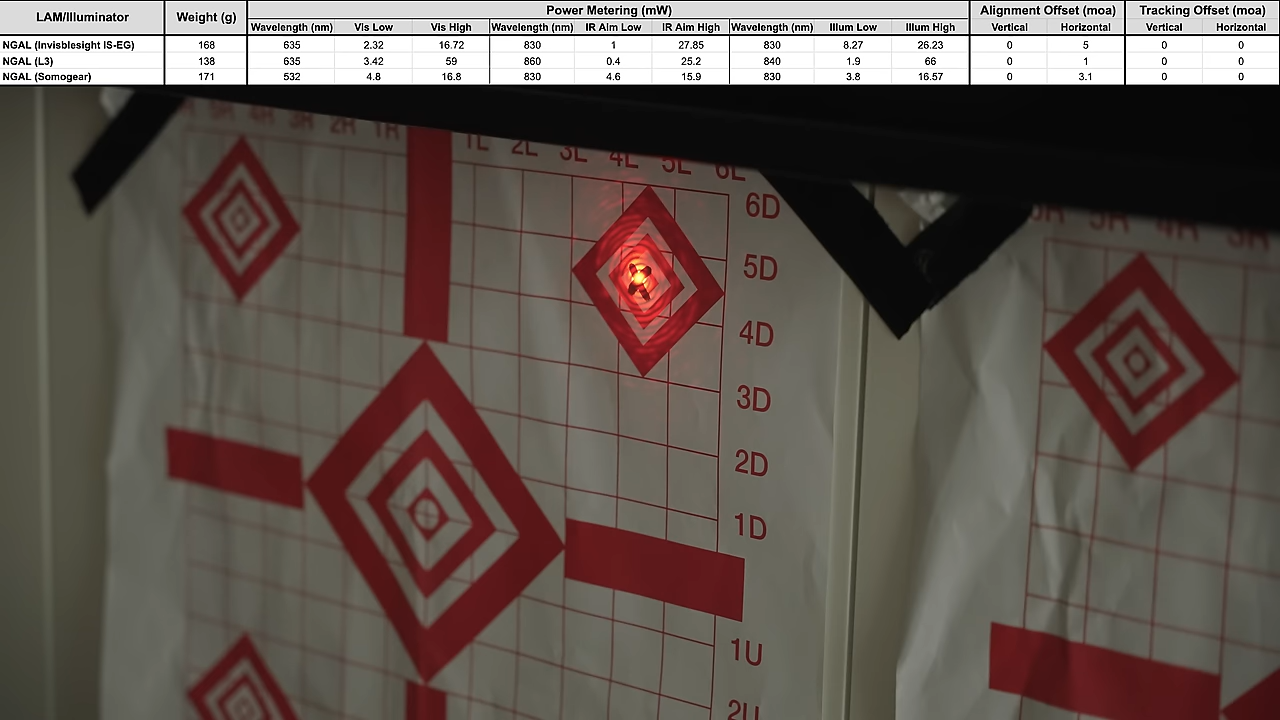 LAM/Illuminator Weight (g) Power Metering (mW) Alignment Offset (moa) Tracking Offset (moa)
Wavelength (nm) Vis Low Vis High Wavelength (nm) IR Aim Low IR Aim High Wavelength (nm) Illum Low Illum High Vertical Horizontal Vertical Horizontal
NGAL (Invisblesight IS-EG) 168 635 2.32 16.72 830 1 27.85 830 8.27 26.23 0 5 0 0
NGAL (L3) 138 635 3.42 59 860 0.4 25.2 840 1.9 66 0 1 0 0
NGAL (Somogear) 171 532 4.8 16.8 830 4.6 15.9 830 3.8 16.57 0 3.1 0 0
5R 4R 3R 2R 1R 1L 2L 3L 4L 5L 6L
6D
5D
4D
3D
2D
1D
1U
2U
6R 5R 4R 3R